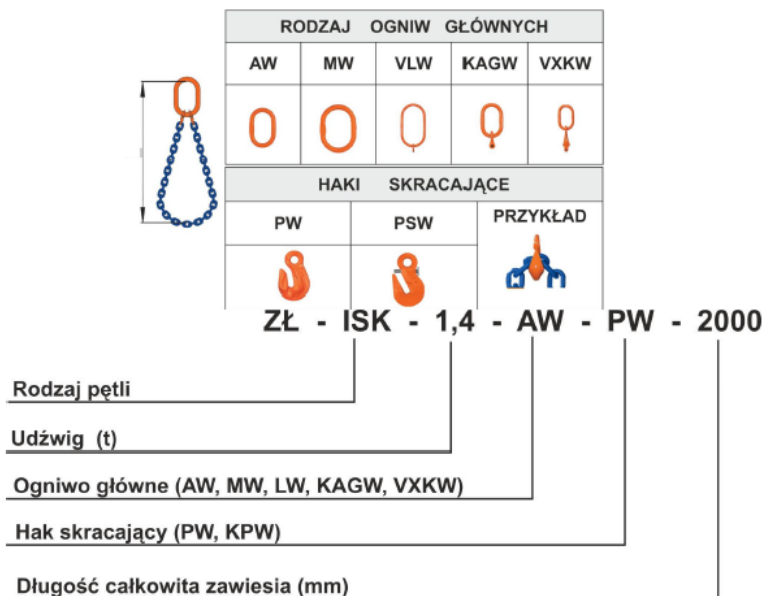 RODZAJ OGNIW GŁÓWNYCH
AW MW VLW KAGW VXKW
HAKI SKRACAJĄCE
PW PSW PRZYKŁAD
ZŁ - ISK - 1,4 - AW - PW - 2000
Rodzaj pętli
Udźwig (t)
Ogniwo główne (AW, MW, LW, KAGW, VXKW)
Hak skracający (PW, KPW)
Długość całkowita zawiesia (mm)